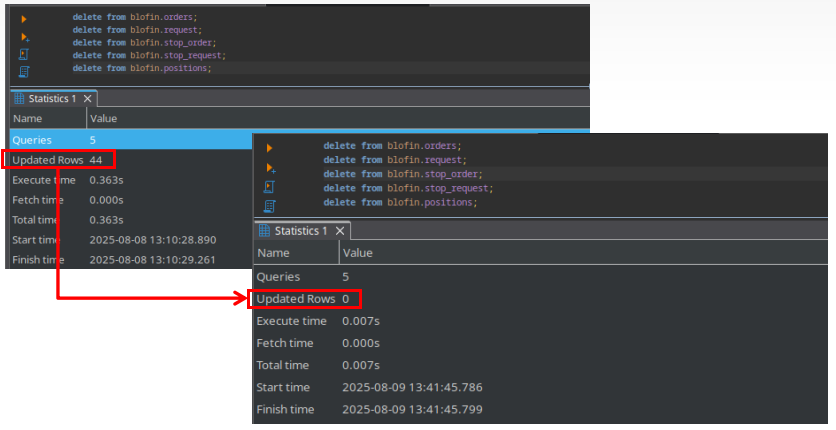 delete from blofin.orders;
delete from blofin.request;
delete from blofin.stop_order;
delete from blofin.stop_request;
delete from blofin.positions;
Statistics 1
Name Value
Queries 5
Updated Rows 44
Execute time 0.363s
Fetch time 0.000s
Total time 0.363s
Start time 2025-08-08 13:10:28.890
Finish time 2025-08-08 13:10:29.261
delete from blofin.orders;
delete from blofin.request;
delete from blofin.stop_order;
delete from blofin.stop_request;
delete from blofin.positions;
Statistics 1
Name Value
Queries 5
Updated Rows 0
Execute time 0.007s
Fetch time 0.000s
Total time 0.007s
Start time 2025-08-09 13:41:45.786
Finish time 2025-08-09 13:41:45.799